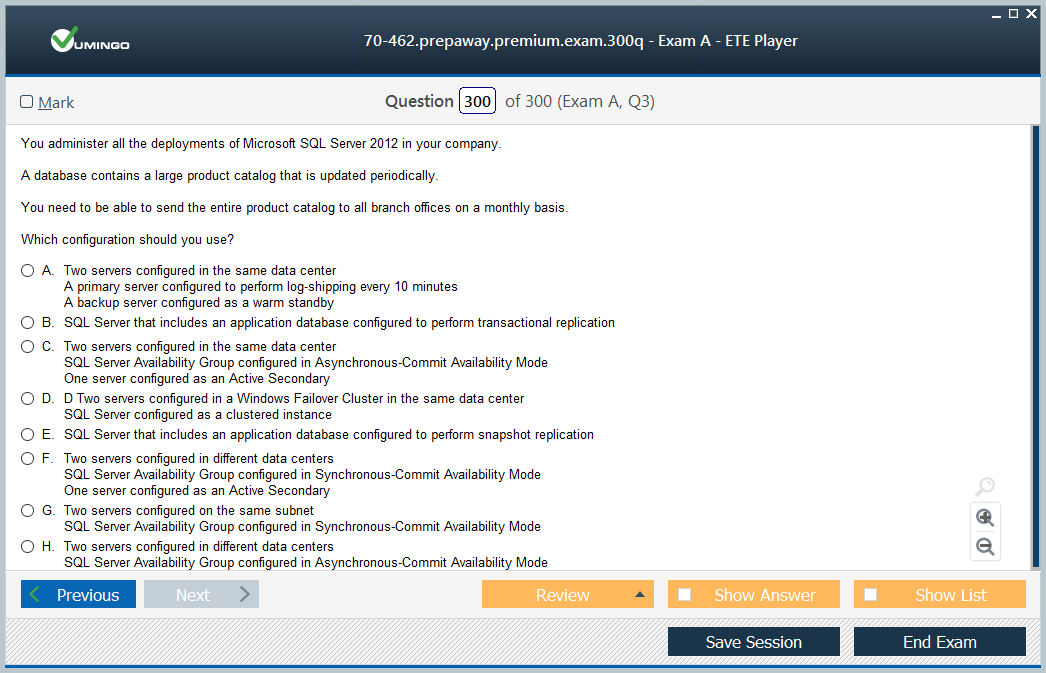 VUMINGO
70-462.prepaway.premium.exam.300q - Exam A - ETE Player
Mark
Question 300 of 300 (Exam A, Q3)
You administer all the deployments of Microsoft SQL Server 2012 in your company.
A database contains a large product catalog that is updated periodically.
You need to be able to send the entire product catalog to all branch offices on a monthly basis.
Which configuration should you use?
A. Two servers configured in the same data center
A primary server configured to perform log-shipping every 10 minutes
A backup server configured as a warm standby
B. SQL Server that includes an application database configured to perform transactional replication
C. Two servers configured in the same data center
SQL Server Availability Group configured in Asynchronous-Commit Availability Mode
One server configured as an Active Secondary
D. D Two servers configured in a Windows Failover Cluster in the same data center
SQL Server configured as a clustered instance
E. SQL Server that includes an application database configured to perform snapshot replication
F. Two servers configured in different data centers
SQL Server Availability Group configured in Synchronous-Commit Availability Mode
One server configured as an Active Secondary
G. Two servers configured on the same subnet
SQL Server Availability Group configured in Synchronous-Commit Availability Mode
H. Two servers configured in different data centers
SQL Server Availability Group configured in Asynchronous-Commit Availability Mode
Previous Next Review Show Answer Show List
Save Session End Exam